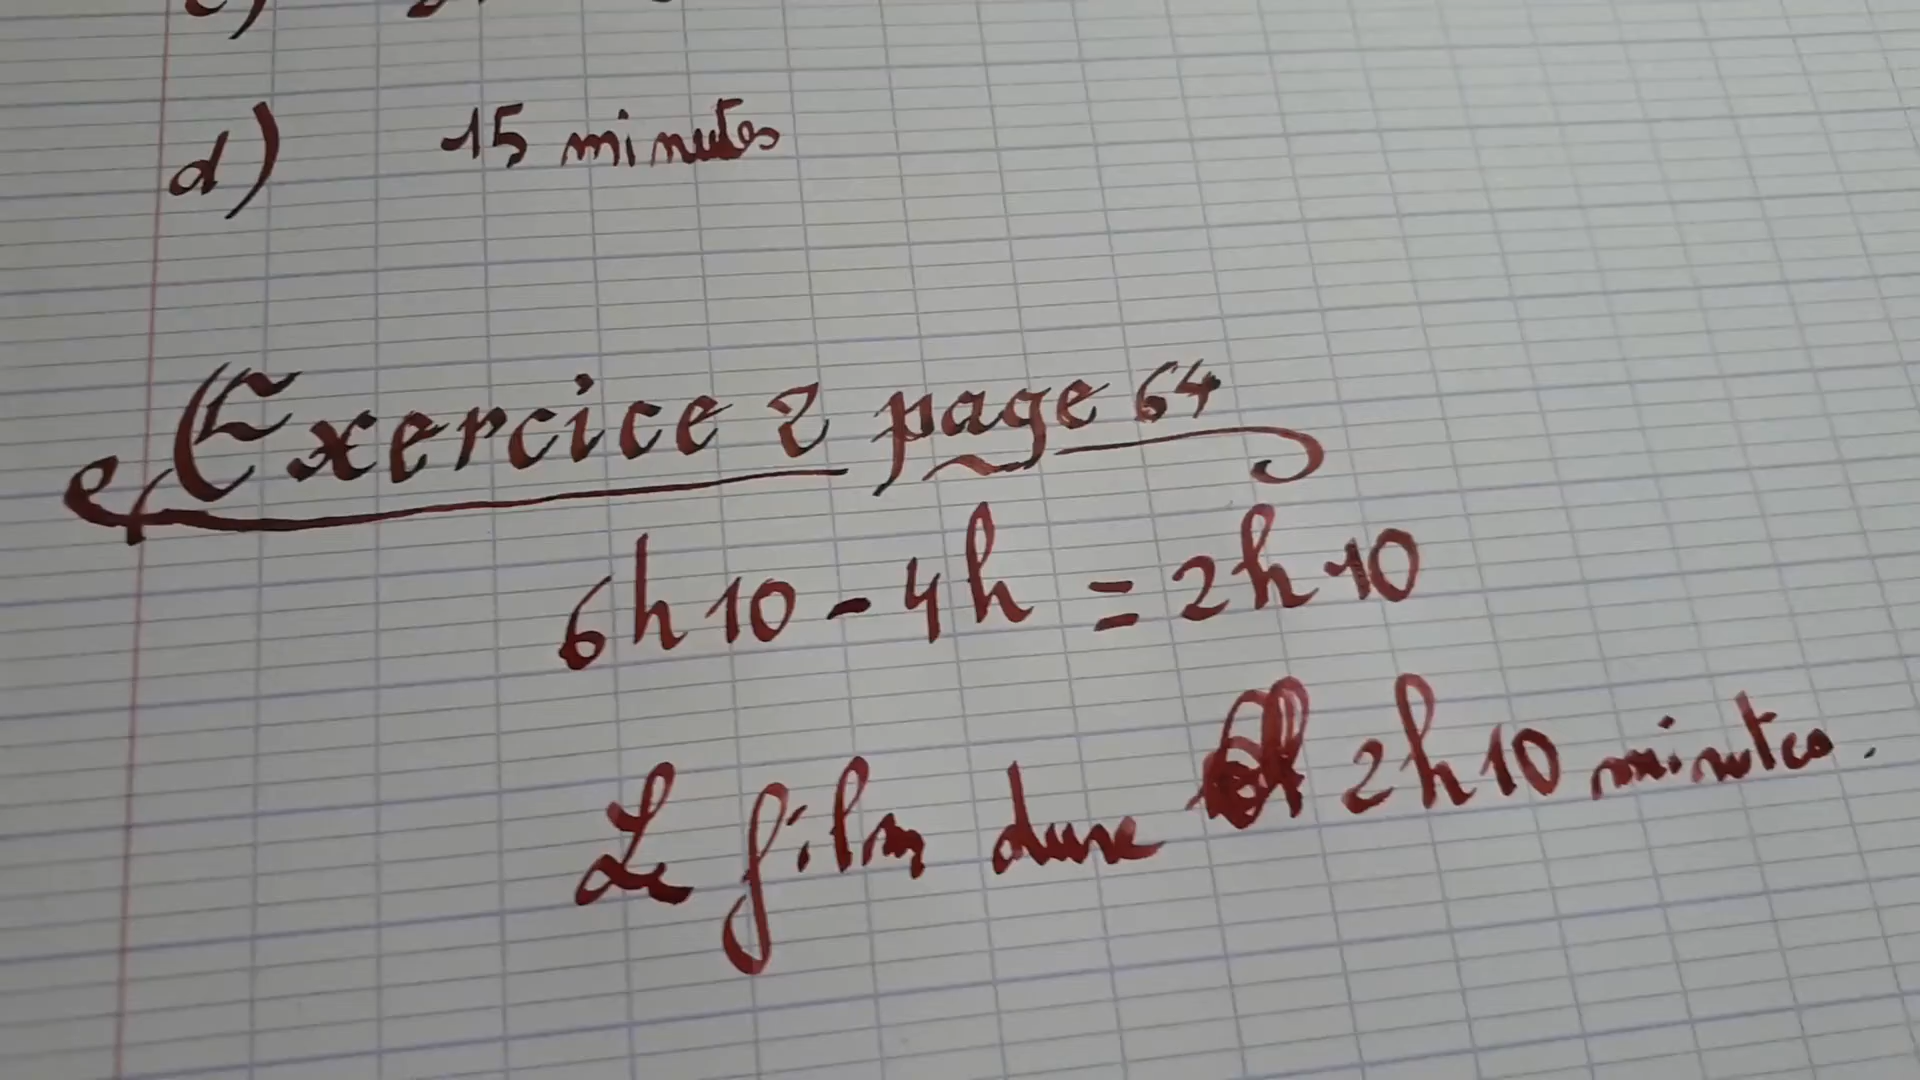 d) 15 minutes
Exercice 2 page 64
6h10 - 4h = 2h10
Le film dure 2h10 minutes.